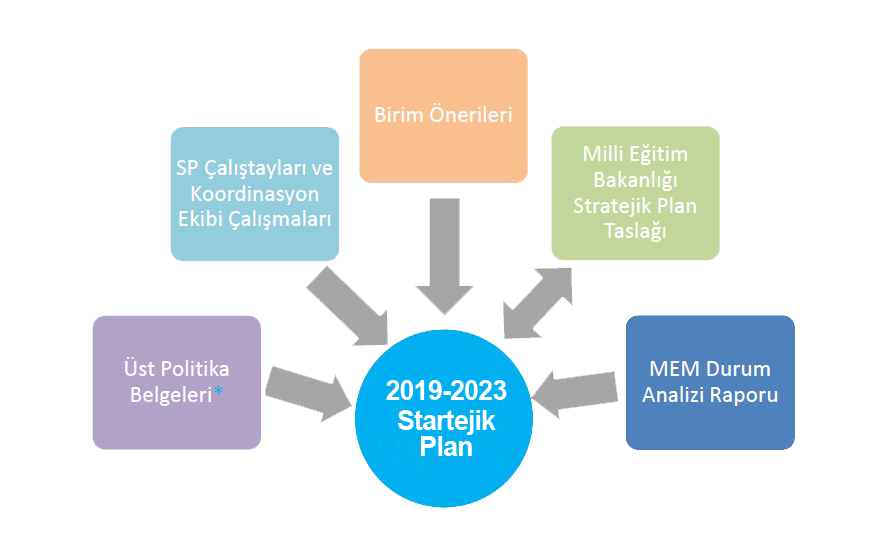 Birim Önerileri
SP Çalıştayları ve
Koordinasyon
Ekibi Çalışmaları
Milli Eğitim
Bakanlığı
Stratejik Plan
Taslağı
Üst Politika
Belgeleri*
2019-2023
Startejik
Plan
MEM Durum
Analizi Raporu